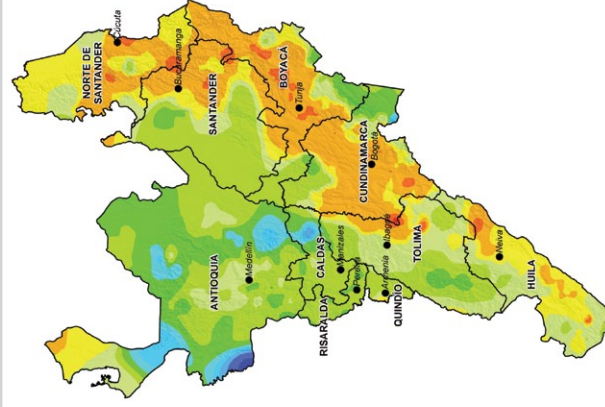 Cúcuta
NORTE DE
SANTANDER
Bucaramanga
SANTANDER
BOYACÁ
Tunja
CUNDINAMARCA
Bogotá
ANTIOQUIA
Medellín
CALDAS
Manizales
RISARALDA
Pereira
Armenia
QUINDÍO
Ibagué
TOLIMA
Neiva
HUILA